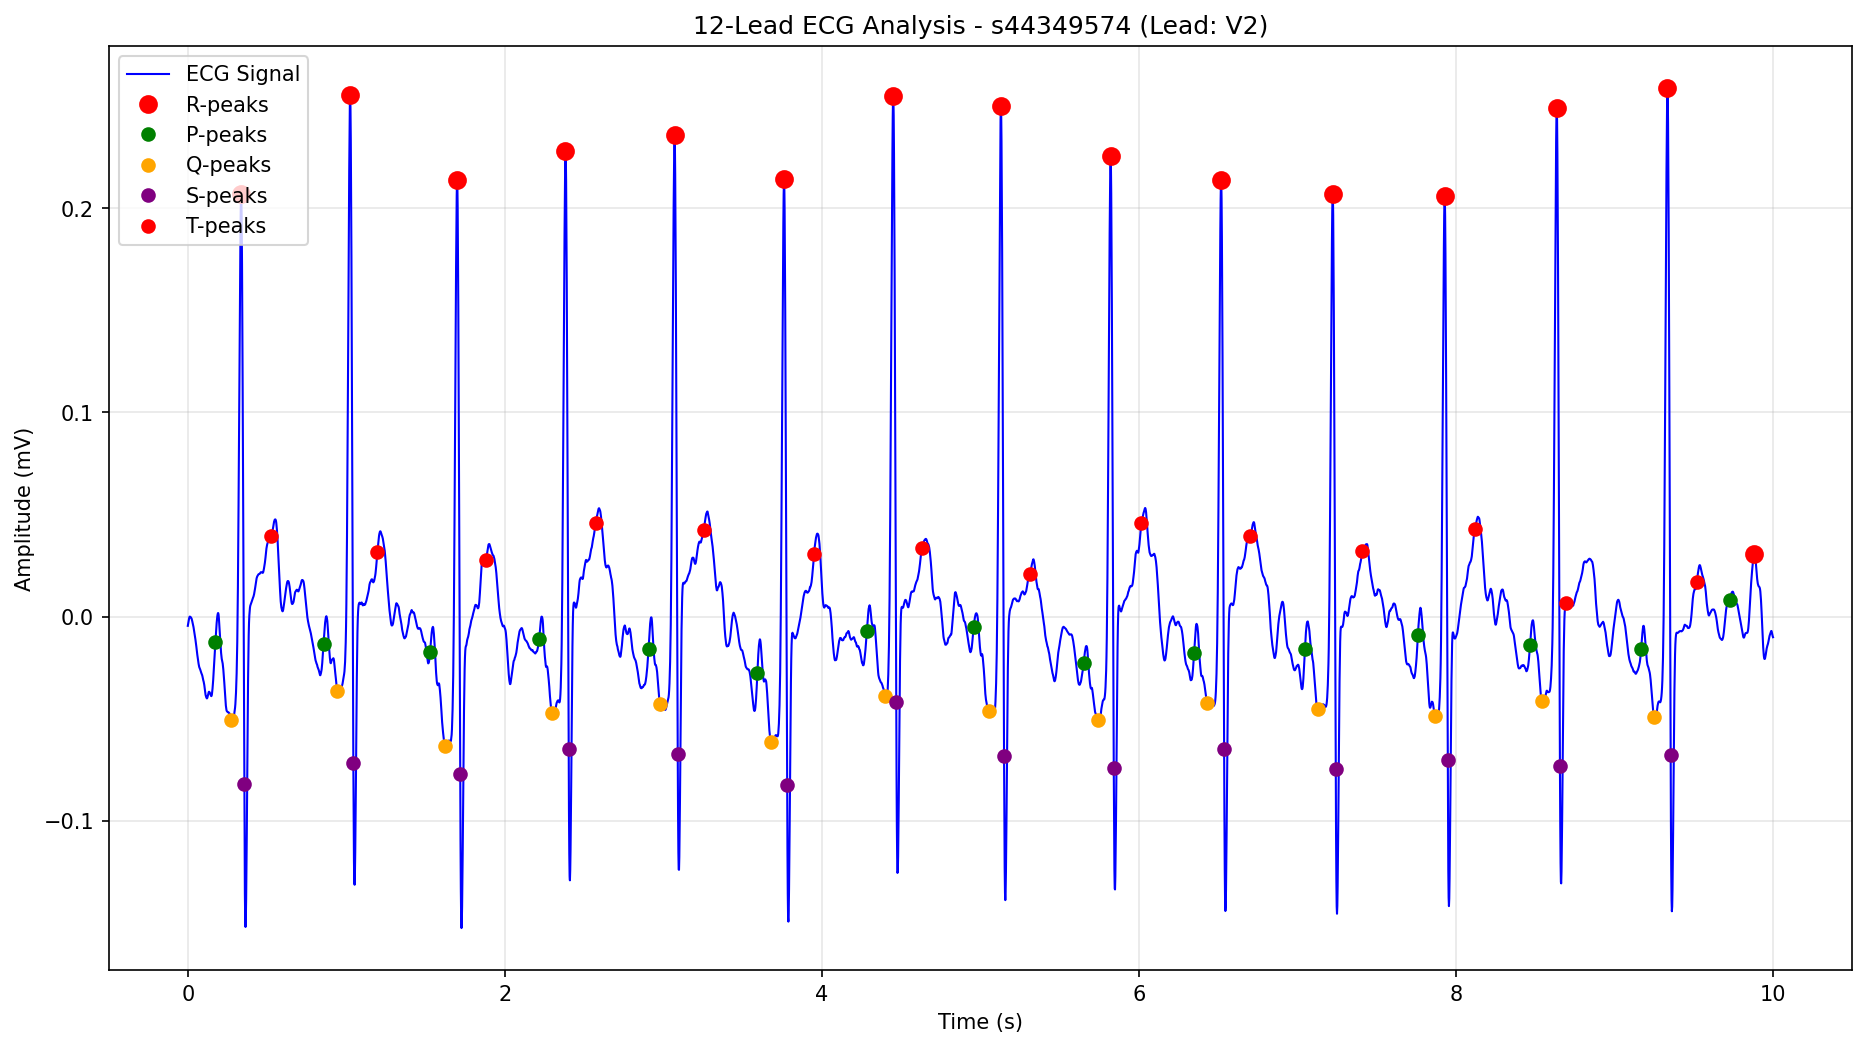 12-Lead ECG Analysis - s44349574 (Lead: V2)
ECG Signal
R-peaks
P-peaks
Q-peaks
S-peaks
T-peaks
Amplitude (mV)
0.2
0.1
0.0
−0.1
0 2 4 6 8 10
Time (s)